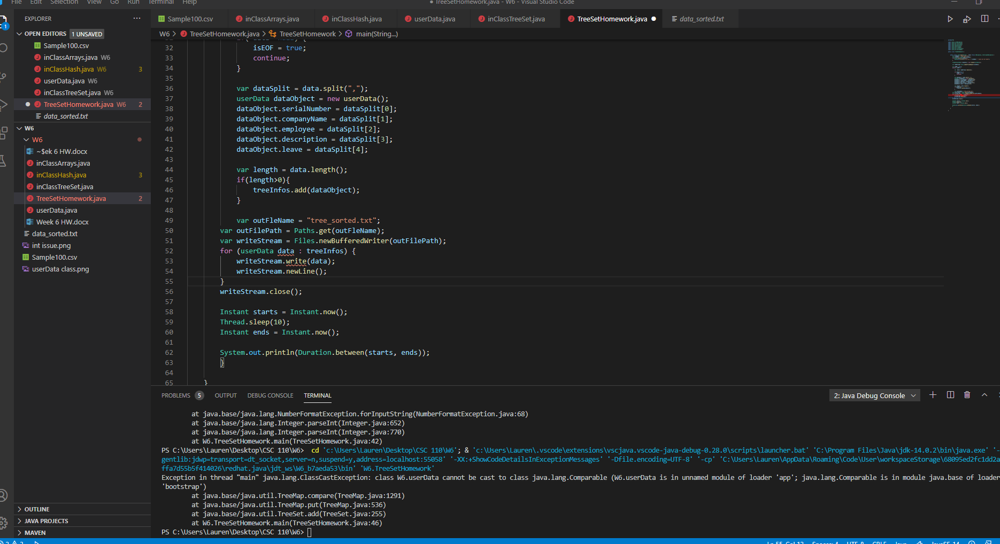 File Edit Selection View Go Run Terminal Help
● TreeSetHomework.java - W6 - Visual Studio Code
EXPLORER ···
Sample100.csv inClassArrays.java inClassHash.java userData.java inClassTreeSet.java TreeSetHomework.java ● data_sorted.txt
W6 > TreeSetHomework.java > TreeSetHomework > main(String...)
1
OPEN EDITORS 1 UNSAVED
Sample100.csv
inClassArrays.java W6
inClassHash.java W6 3
userData.java W6
inClassTreeSet.java W6
● TreeSetHomework.java W6 2
data_sorted.txt
W6
W6
~$ek 6 HW.docx
inClassArrays.java
inClassHash.java 3
inClassTreeSet.java
TreeSetHomework.java 2
userData.java
Week 6 HW.docx
data_sorted.txt
int issue.png
Sample100.csv
userData class.png
OUTLINE
JAVA PROJECTS
MAVEN
32 isEOF = true;
33 continue;
34 }
35
36 var dataSplit = data.split(",");
37 userData dataObject = new userData();
38 dataObject.serialNumber = dataSplit[0];
39 dataObject.companyName = dataSplit[1];
40 dataObject.employee = dataSplit[2];
41 dataObject.description = dataSplit[3];
42 dataObject.leave = dataSplit[4];
43
44 var length = data.length();
45 if(length>0){
46 treeInfos.add(dataObject);
47 }
48
49 var outFleName = "tree_sorted.txt";
50 var outFilePath = Paths.get(outFleName);
51 var writeStream = Files.newBufferedWriter(outFilePath);
52 for (userData data : treeInfos) {
53 writeStream.write(data);
54 writeStream.newLine();
55 }
56 writeStream.close();
57
58 Instant starts = Instant.now();
59 Thread.sleep(10);
60 Instant ends = Instant.now();
61
62 System.out.println(Duration.between(starts, ends));
63 }
64
65 }
PROBLEMS 5 OUTPUT DEBUG CONSOLE TERMINAL 2: Java Debug Console
at java.base/java.lang.NumberFormatException.forInputString(NumberFormatException.java:68)
at java.base/java.lang.Integer.parseInt(Integer.java:652)
at java.base/java.lang.Integer.parseInt(Integer.java:770)
at W6.TreeSetHomework.main(TreeSetHomework.java:42)
PS C:\Users\Lauren\Desktop\CSC 110\W6> cd 'c:\Users\Lauren\Desktop\CSC 110\W6'; & 'c:\Users\Lauren\.vscode\extensions\vscjava.vscode-java-debug-0.28.0\scripts\launcher.bat' 'C:\Program Files\Java\jdk-14.0.2\bin\java.exe' '-
gentlib:jdwp=transport=dt_socket,server=n,suspend=y,address=localhost:55058' '-XX:+ShowCodeDetailsInExceptionMessages' '-Dfile.encoding=UTF-8' '-cp' 'C:\Users\Lauren\AppData\Roaming\Code\User\workspaceStorage\68095ed2fc1dd2a
ffa7d55b5f414026\redhat.java\jdt_ws\W6_b7aeda53\bin' 'W6.TreeSetHomework'
Exception in thread "main" java.lang.ClassCastException: class W6.userData cannot be cast to class java.lang.Comparable (W6.userData is in unnamed module of loader 'app'; java.lang.Comparable is in module java.base of loader
'bootstrap')
at java.base/java.util.TreeMap.compare(TreeMap.java:1291)
at java.base/java.util.TreeMap.put(TreeMap.java:536)
at java.base/java.util.TreeSet.add(TreeSet.java:255)
at W6.TreeSetHomework.main(TreeSetHomework.java:46)
PS C:\Users\Lauren\Desktop\CSC 110\W6>